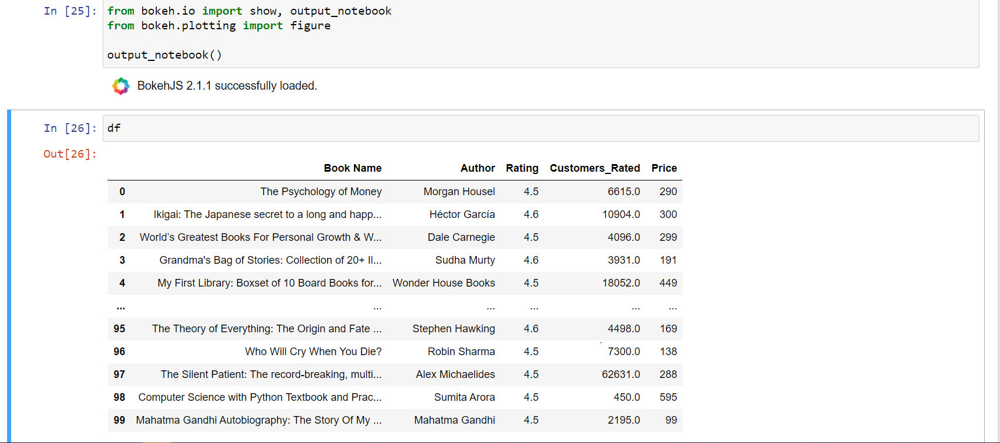 In [25]: from bokeh.io import show, output_notebook
from bokeh.plotting import figure
output_notebook()
BokehJS 2.1.1 successfully loaded.
In [26]: df
Out[26]:
Book Name Author Rating Customers_Rated Price
0 The Psychology of Money Morgan Housel 4.5 6615.0 290
1 Ikigai: The Japanese secret to a long and happ... Héctor García 4.6 10904.0 300
2 World’s Greatest Books For Personal Growth & W... Dale Carnegie 4.5 4096.0 299
3 Grandma's Bag of Stories: Collection of 20+ Il... Sudha Murty 4.6 3931.0 191
4 My First Library: Boxset of 10 Board Books for... Wonder House Books 4.5 18052.0 449
... ... ... ... ... ...
95 The Theory of Everything: The Origin and Fate ... Stephen Hawking 4.6 4498.0 169
96 Who Will Cry When You Die? Robin Sharma 4.5 7300.0 138
97 The Silent Patient: The record-breaking, multi... Alex Michaelides 4.5 62631.0 288
98 Computer Science with Python Textbook and Prac... Sumita Arora 4.5 450.0 595
99 Mahatma Gandhi Autobiography: The Story Of My ... Mahatma Gandhi 4.5 2195.0 99